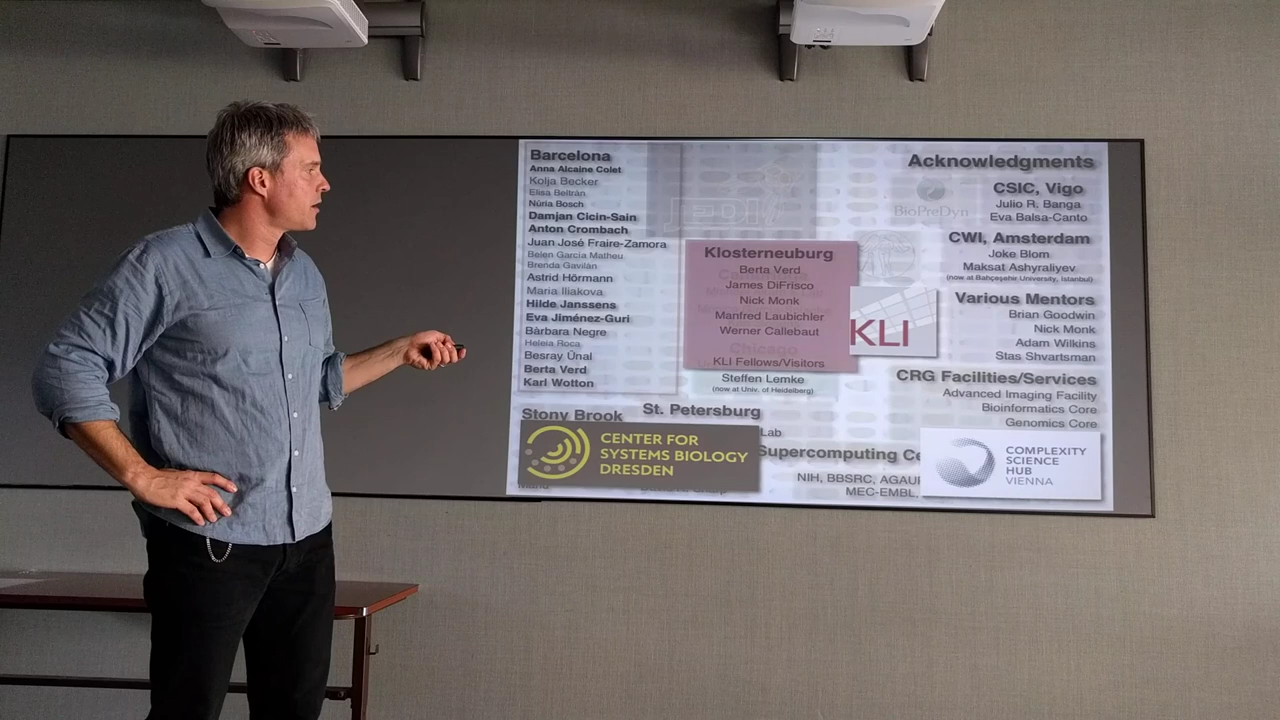 Barcelona
Anna Alcaine Colet
Kolja Becker
Elisa Beltrán
Núria Bosch
Damjan Cicin-Sain
Anton Crombach
Juan José Fraire-Zamora
Belén García Matheu
Brenda Gavilán
Astrid Hörmann
Maria Iliakova
Hilde Janssens
Eva Jiménez-Guri
Bàrbara Negre
Heleia Roca
Besray Ünal
Berta Verd
Karl Wotton
Stony Brook
CENTER FOR
SYSTEMS BIOLOGY
DRESDEN
JEDI
Klosterneuburg
Berta Verd
James DiFrisco
Nick Monk
Manfred Laubichler
Werner Callebaut
Chicago
KLI Fellows/Visitors
Steffen Lemke
(now at Univ. of Heidelberg)
KLI
St. Petersburg
Lab
Supercomputing Ce
NIH, BBSRC, AGAUR
MEC-EMBL,
Acknowledgments
BioPreDyn
CSIC, Vigo
Julio R. Banga
Eva Balsa-Canto
CWI, Amsterdam
Joke Blom
Maksat Ashyraliyev
(now at Bahçeşehir University, Istanbul)
Various Mentors
Brian Goodwin
Nick Monk
Adam Wilkins
Stas Shvartsman
CRG Facilities/Services
Advanced Imaging Facility
Bioinformatics Core
Genomics Core
COMPLEXITY
SCIENCE
HUB
VIENNA